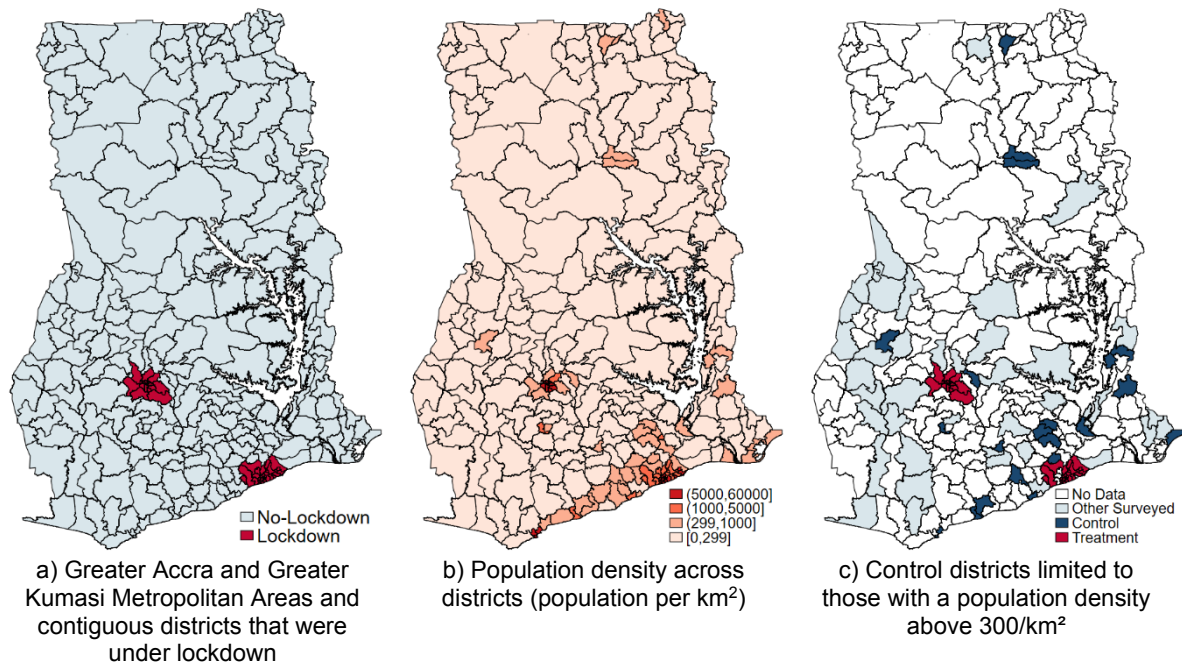 No-Lockdown
Lockdown
a) Greater Accra and Greater
Kumasi Metropolitan Areas and
contiguous districts that were
under lockdown
(5000,60000]
(1000,5000]
(299,1000]
[0,299]
b) Population density across
districts (population per km²)
No Data
Other Surveyed
Control
Treatment
c) Control districts limited to
those with a population density
above 300/km²